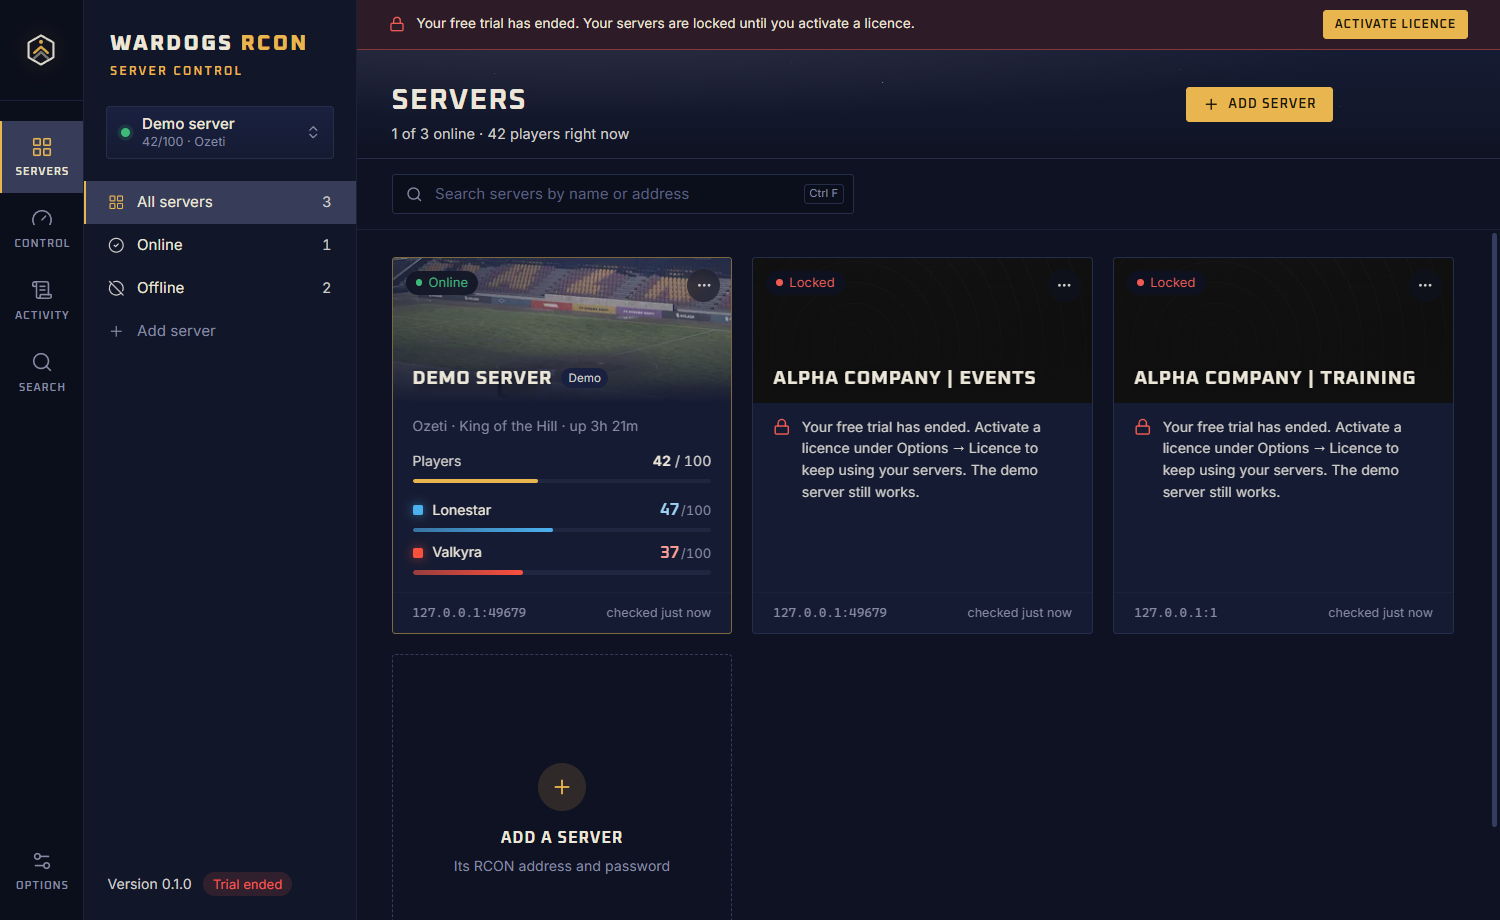 Your free trial has ended. Your servers are locked until you activate a licence.
ACTIVATE LICENCE
WARDOGS RCON
SERVER CONTROL
Demo server
42/100 · Ozeti
SERVERS
CONTROL
ACTIVITY
SEARCH
OPTIONS
All servers 3
Online 1
Offline 2
Add server
Version 0.1.0 Trial ended
SERVERS
1 of 3 online · 42 players right now
ADD SERVER
Search servers by name or address Ctrl F
Online
DEMO SERVER Demo
Ozeti · King of the Hill · up 3h 21m
Players 42 / 100
Lonestar 47/100
Valkyra 37/100
127.0.0.1:49679 checked just now
Locked
ALPHA COMPANY | EVENTS
Your free trial has ended. Activate a
licence under Options → Licence to
keep using your servers. The demo
server still works.
127.0.0.1:49679 checked just now
Locked
ALPHA COMPANY | TRAINING
Your free trial has ended. Activate a
licence under Options → Licence to
keep using your servers. The demo
server still works.
127.0.0.1:1 checked just now
ADD A SERVER
Its RCON address and password